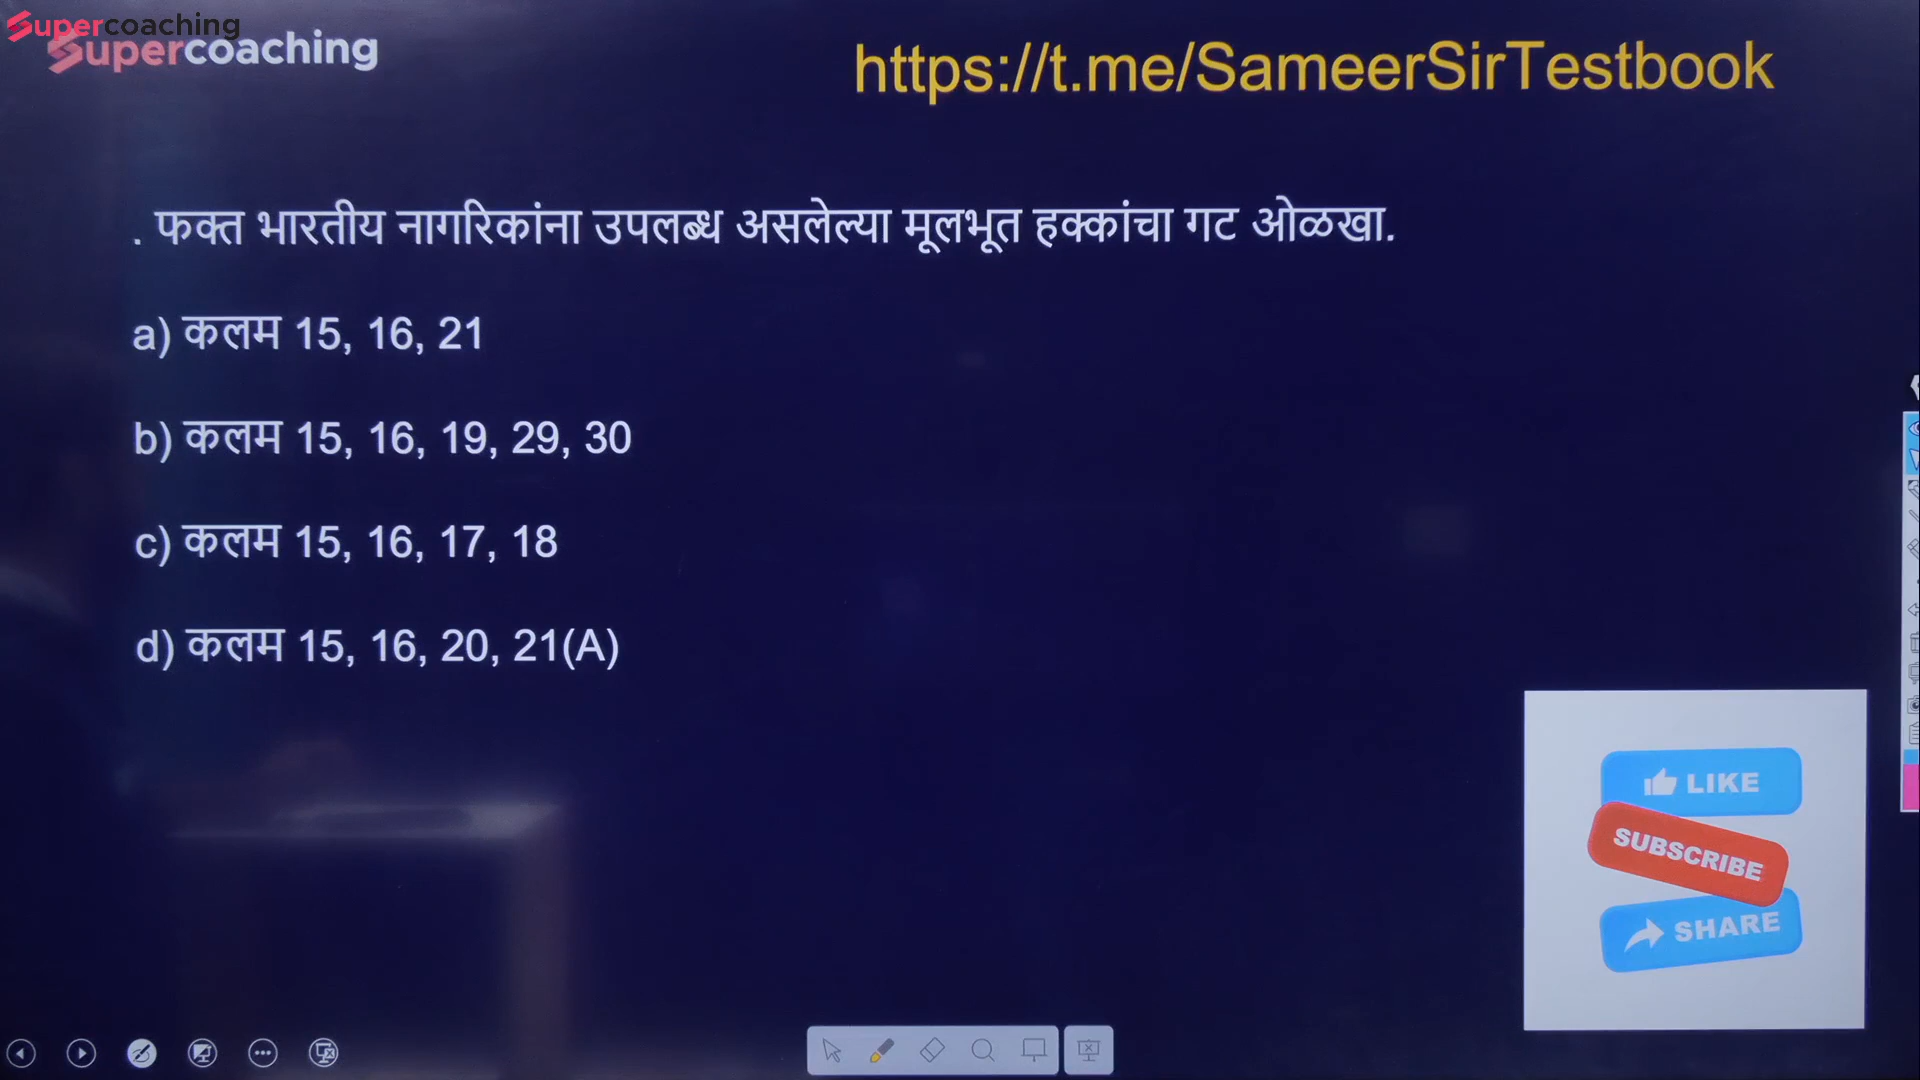 Supercoaching
Supercoaching
https://t.me/SameerSirTestbook
. फक्त भारतीय नागरिकांना उपलब्ध असलेल्या मूलभूत हक्कांचा गट ओळखा.
a) कलम 15, 16, 21
b) कलम 15, 16, 19, 29, 30
c) कलम 15, 16, 17, 18
d) कलम 15, 16, 20, 21(A)
LIKE
SUBSCRIBE
SHARE